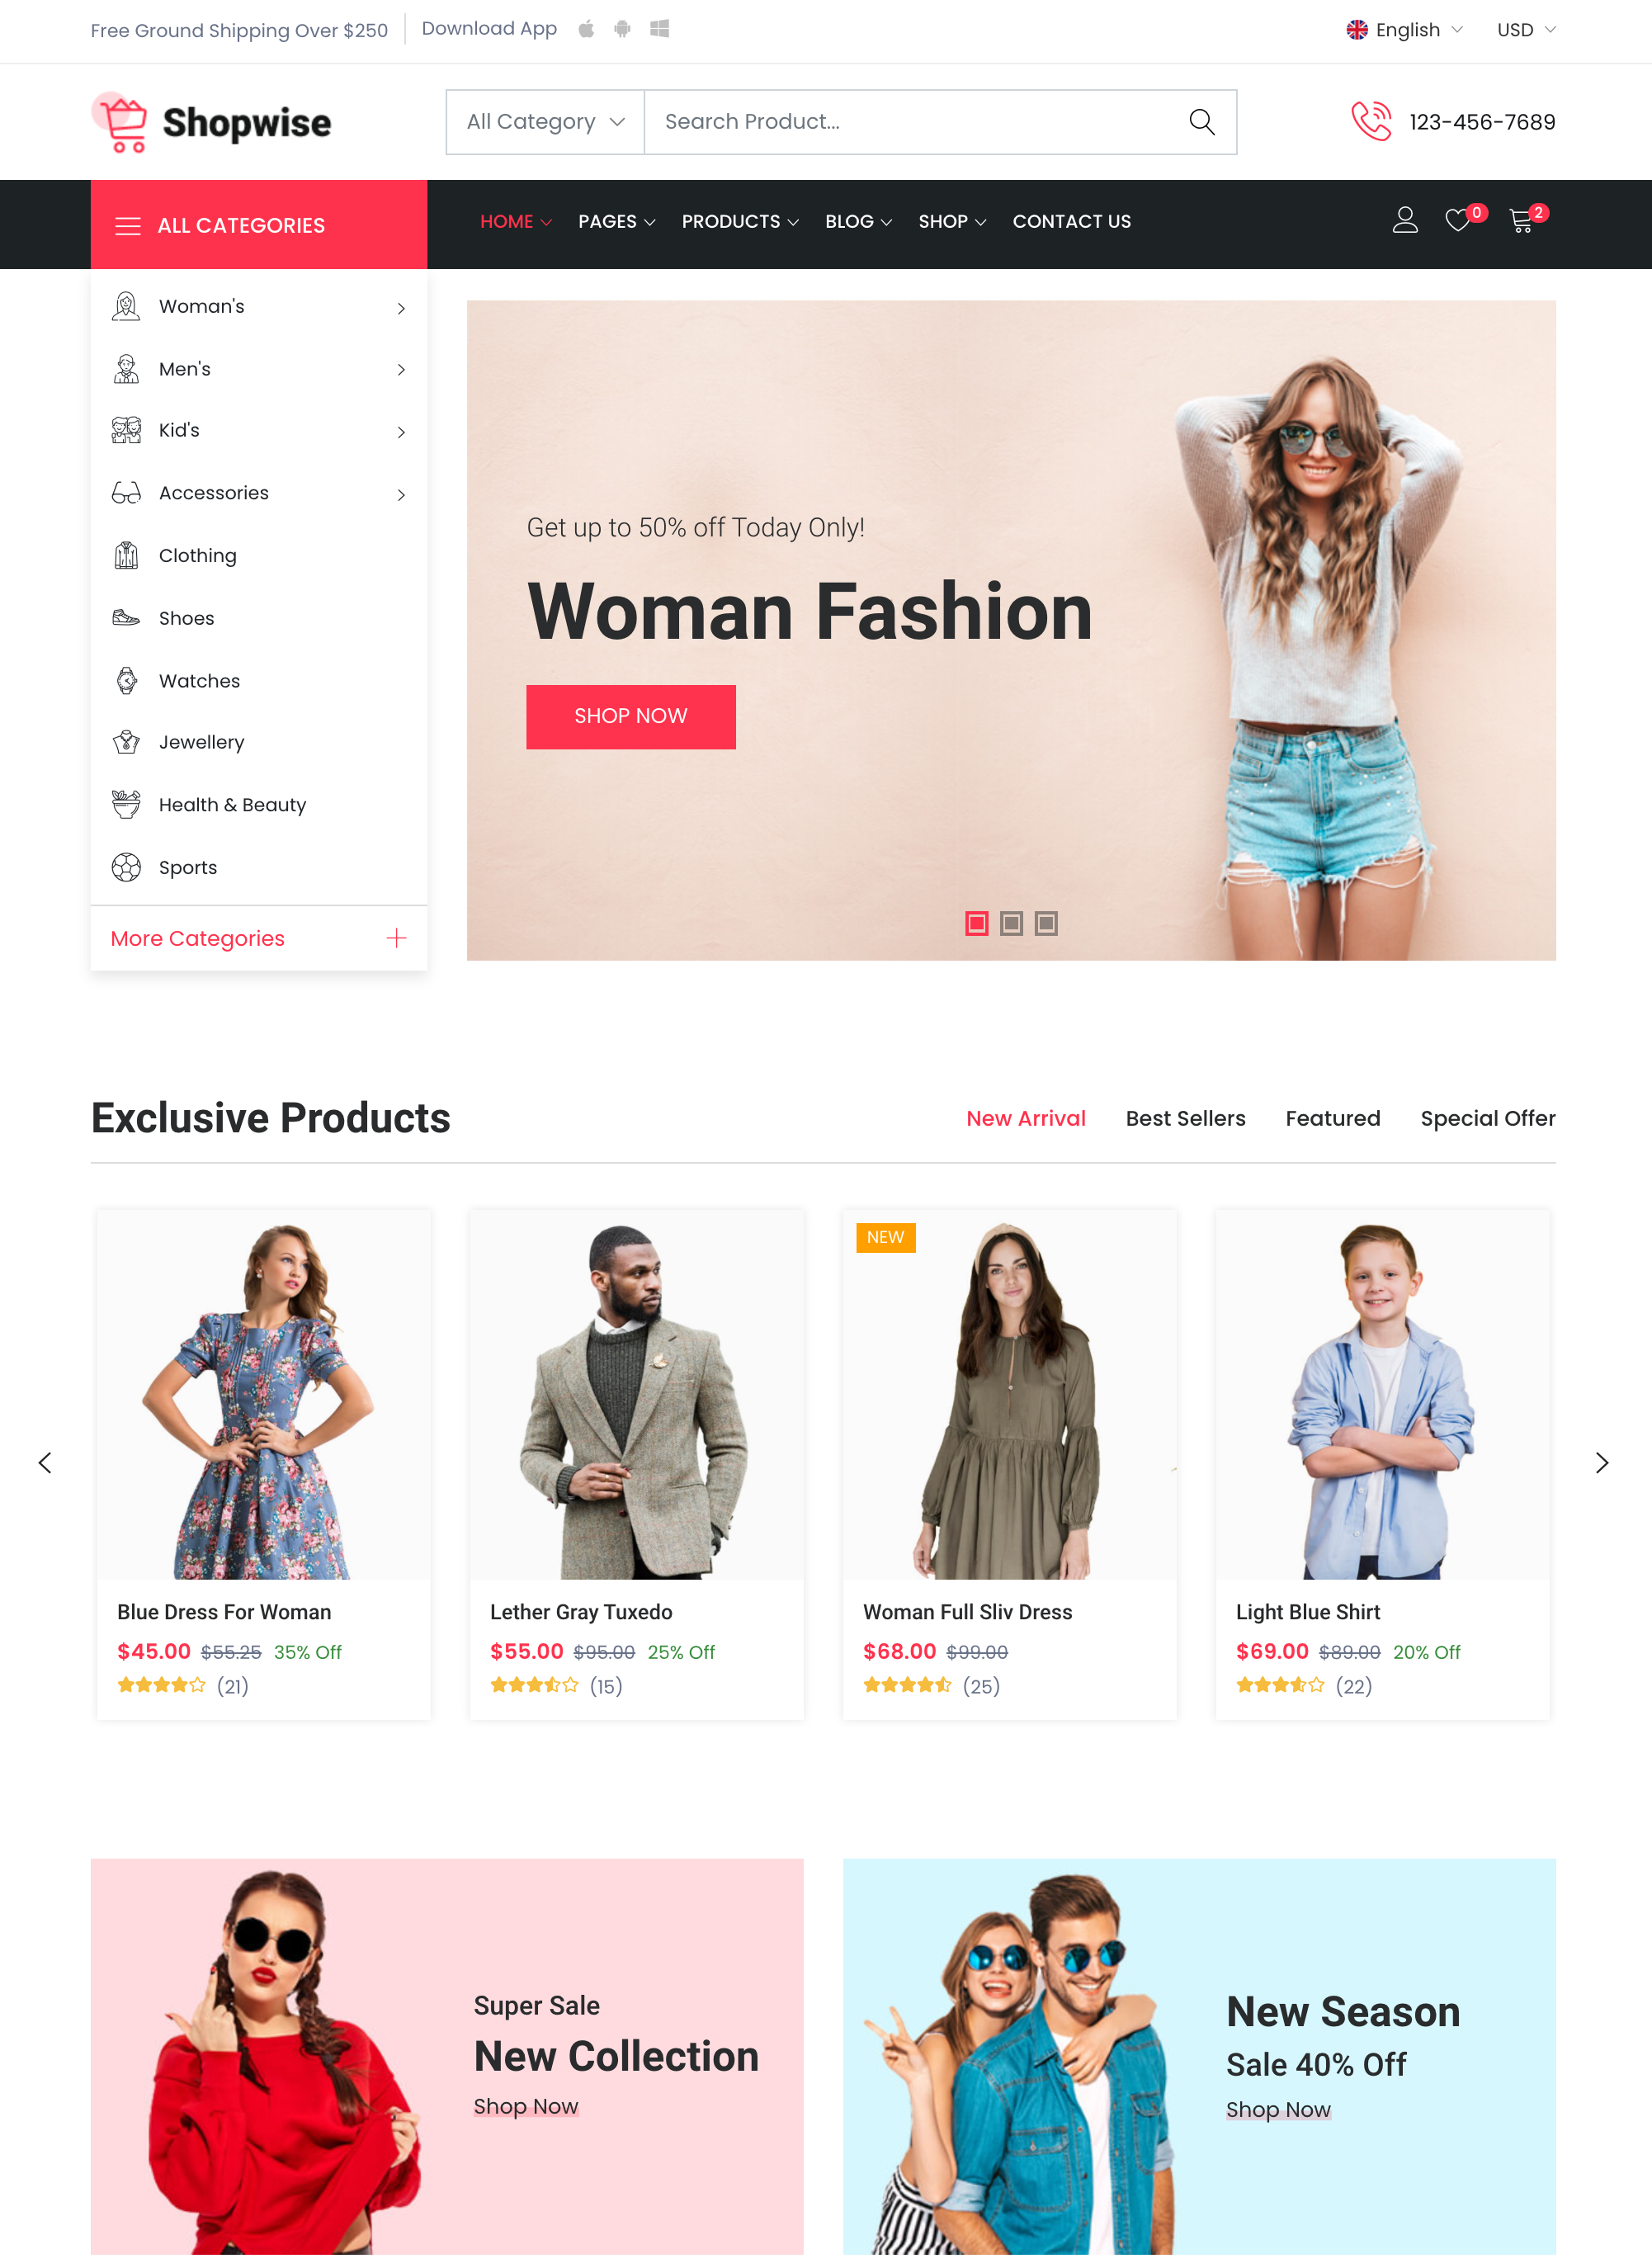 Free Ground Shipping Over $250 Download App English USD
Shopwise All Category Search Product... 123-456-7689
ALL CATEGORIES HOME PAGES PRODUCTS BLOG SHOP CONTACT US 0 2
Woman's
Men's
Kid's
Accessories
Clothing
Shoes
Watches
Jewellery
Health & Beauty
Sports
More Categories
Get up to 50% off Today Only!
Woman Fashion
SHOP NOW
Exclusive Products New Arrival Best Sellers Featured Special Offer
NEW
Blue Dress For Woman
$45.00 $55.25 35% Off
(21)
Lether Gray Tuxedo
$55.00 $95.00 25% Off
(15)
Woman Full Sliv Dress
$68.00 $99.00
(25)
Light Blue Shirt
$69.00 $89.00 20% Off
(22)
Super Sale
New Collection
Shop Now
New Season
Sale 40% Off
Shop Now